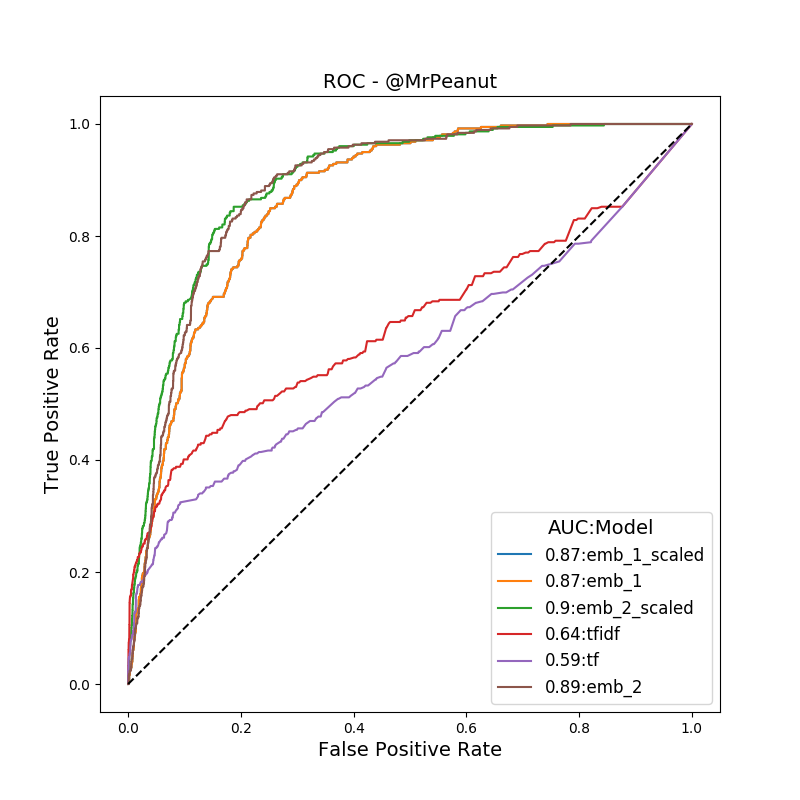 ROC - @MrPeanut
True Positive Rate
1.0
0.8
0.6
0.4
0.2
0.0
0.0 0.2 0.4 0.6 0.8 1.0
False Positive Rate
AUC:Model
0.87:emb_1_scaled
0.87:emb_1
0.9:emb_2_scaled
0.64:tfidf
0.59:tf
0.89:emb_2